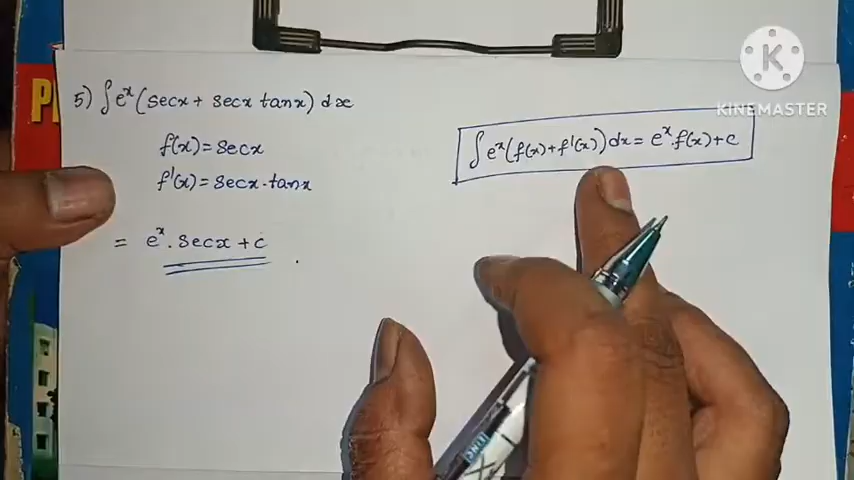 K
KINEMASTER
P
5) ∫eˣ(secx + secx tanx) dx
f(x) = secx
f'(x) = secx·tanx
= eˣ. secx + c
∫eˣ(f(x)+f'(x))dx = eˣ.f(x)+c